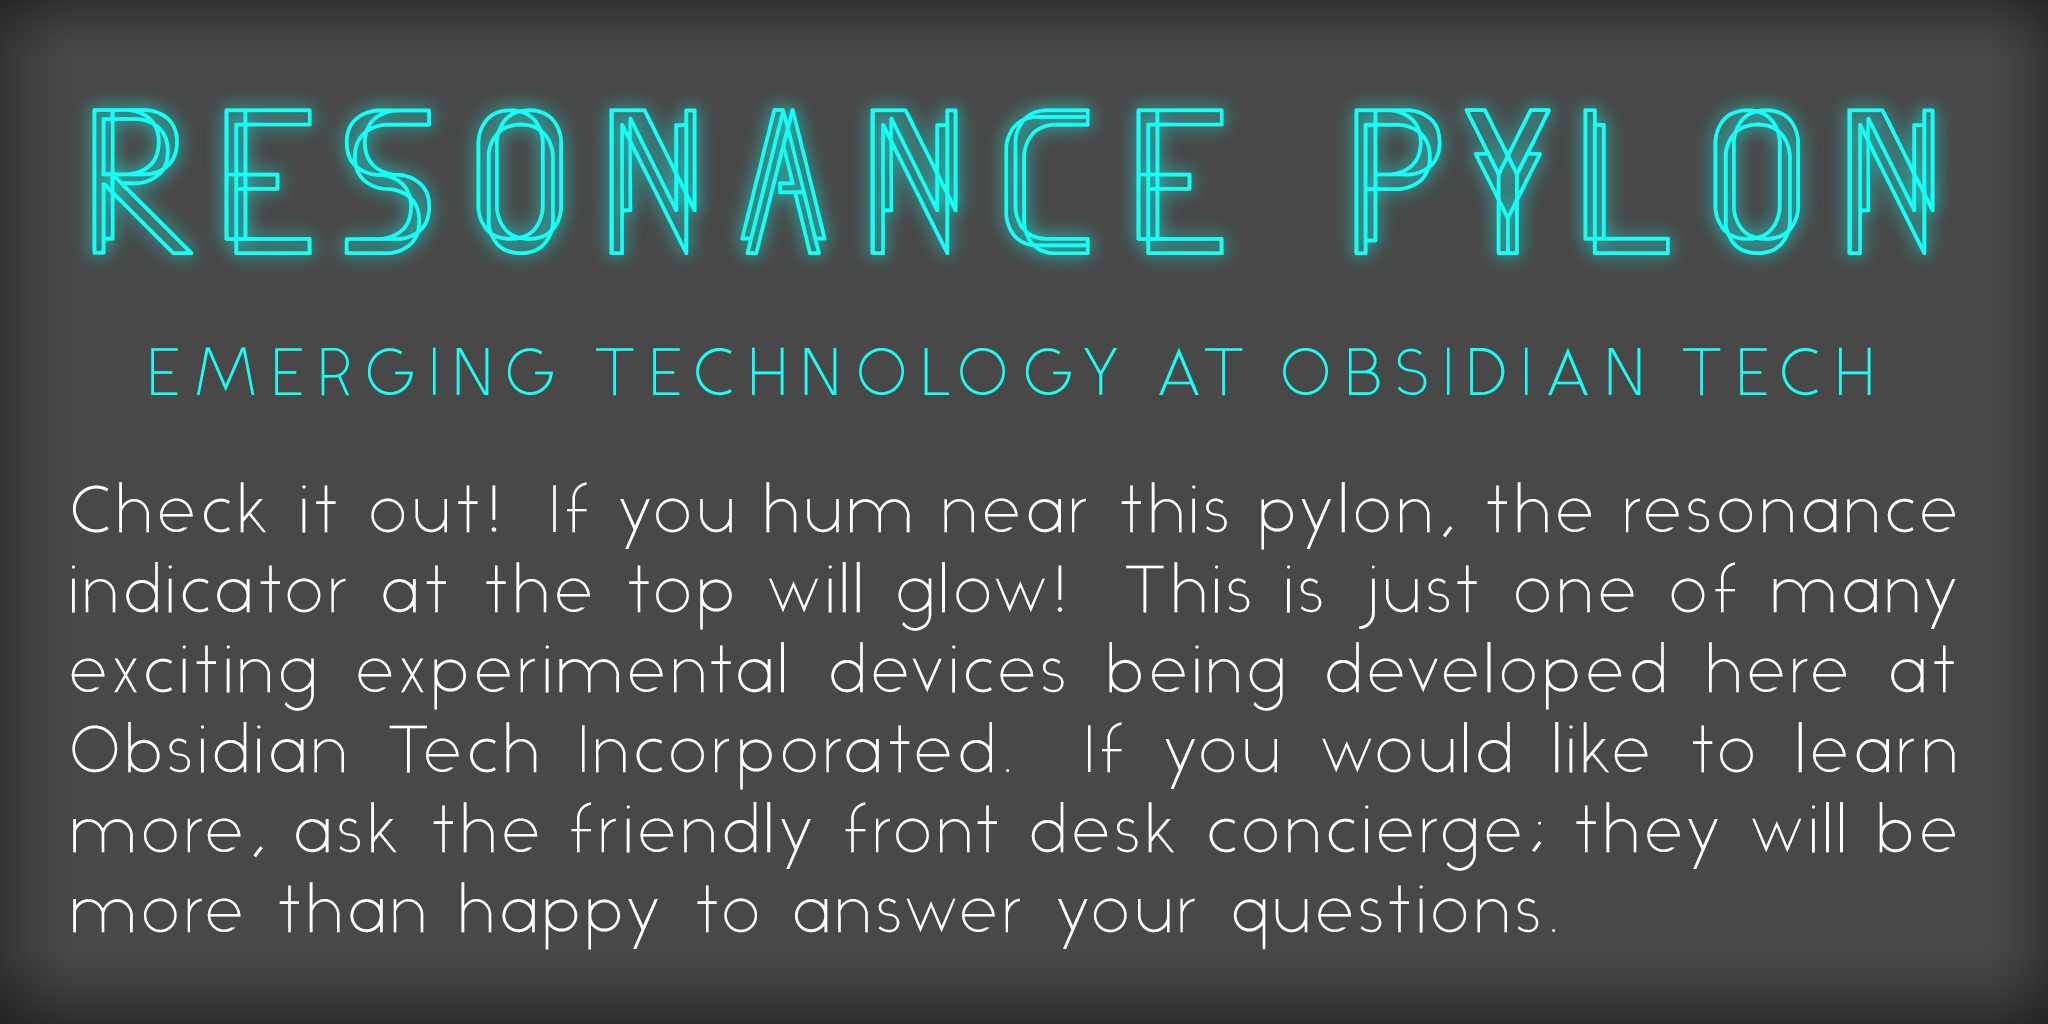 RESONANCE PYLON
EMERGING TECHNOLOGY AT OBSIDIAN TECH
Check it out! If you hum near this pylon, the resonance
indicator at the top will glow! This is just one of many
exciting experimental devices being developed here at
Obsidian Tech Incorporated. If you would like to learn
more, ask the friendly front desk concierge; they will be
more than happy to answer your questions.